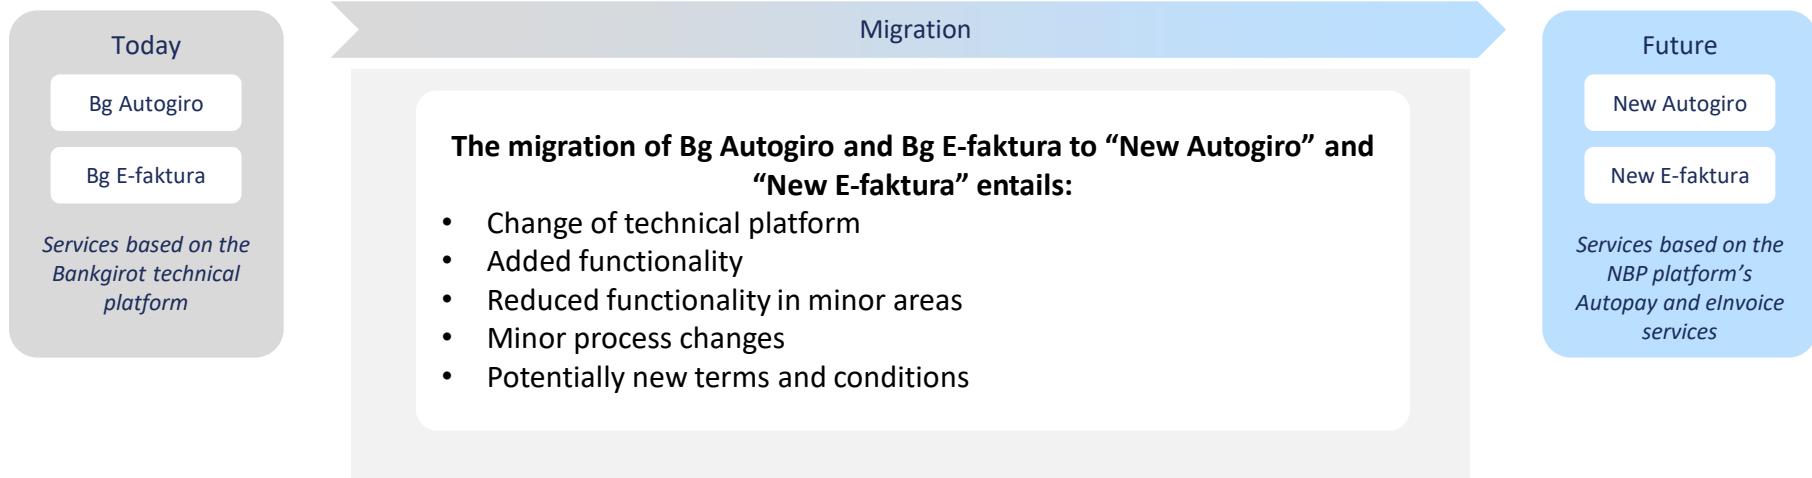 Today
Bg Autogiro
Bg E-faktura
Services based on the
Bankgirot technical
platform
Migration
The migration of Bg Autogiro and Bg E-faktura to “New Autogiro” and
“New E-faktura” entails:
• Change of technical platform
• Added functionality
• Reduced functionality in minor areas
• Minor process changes
• Potentially new terms and conditions
Future
New Autogiro
New E-faktura
Services based on the
NBP platform’s
Autopay and eInvoice
services